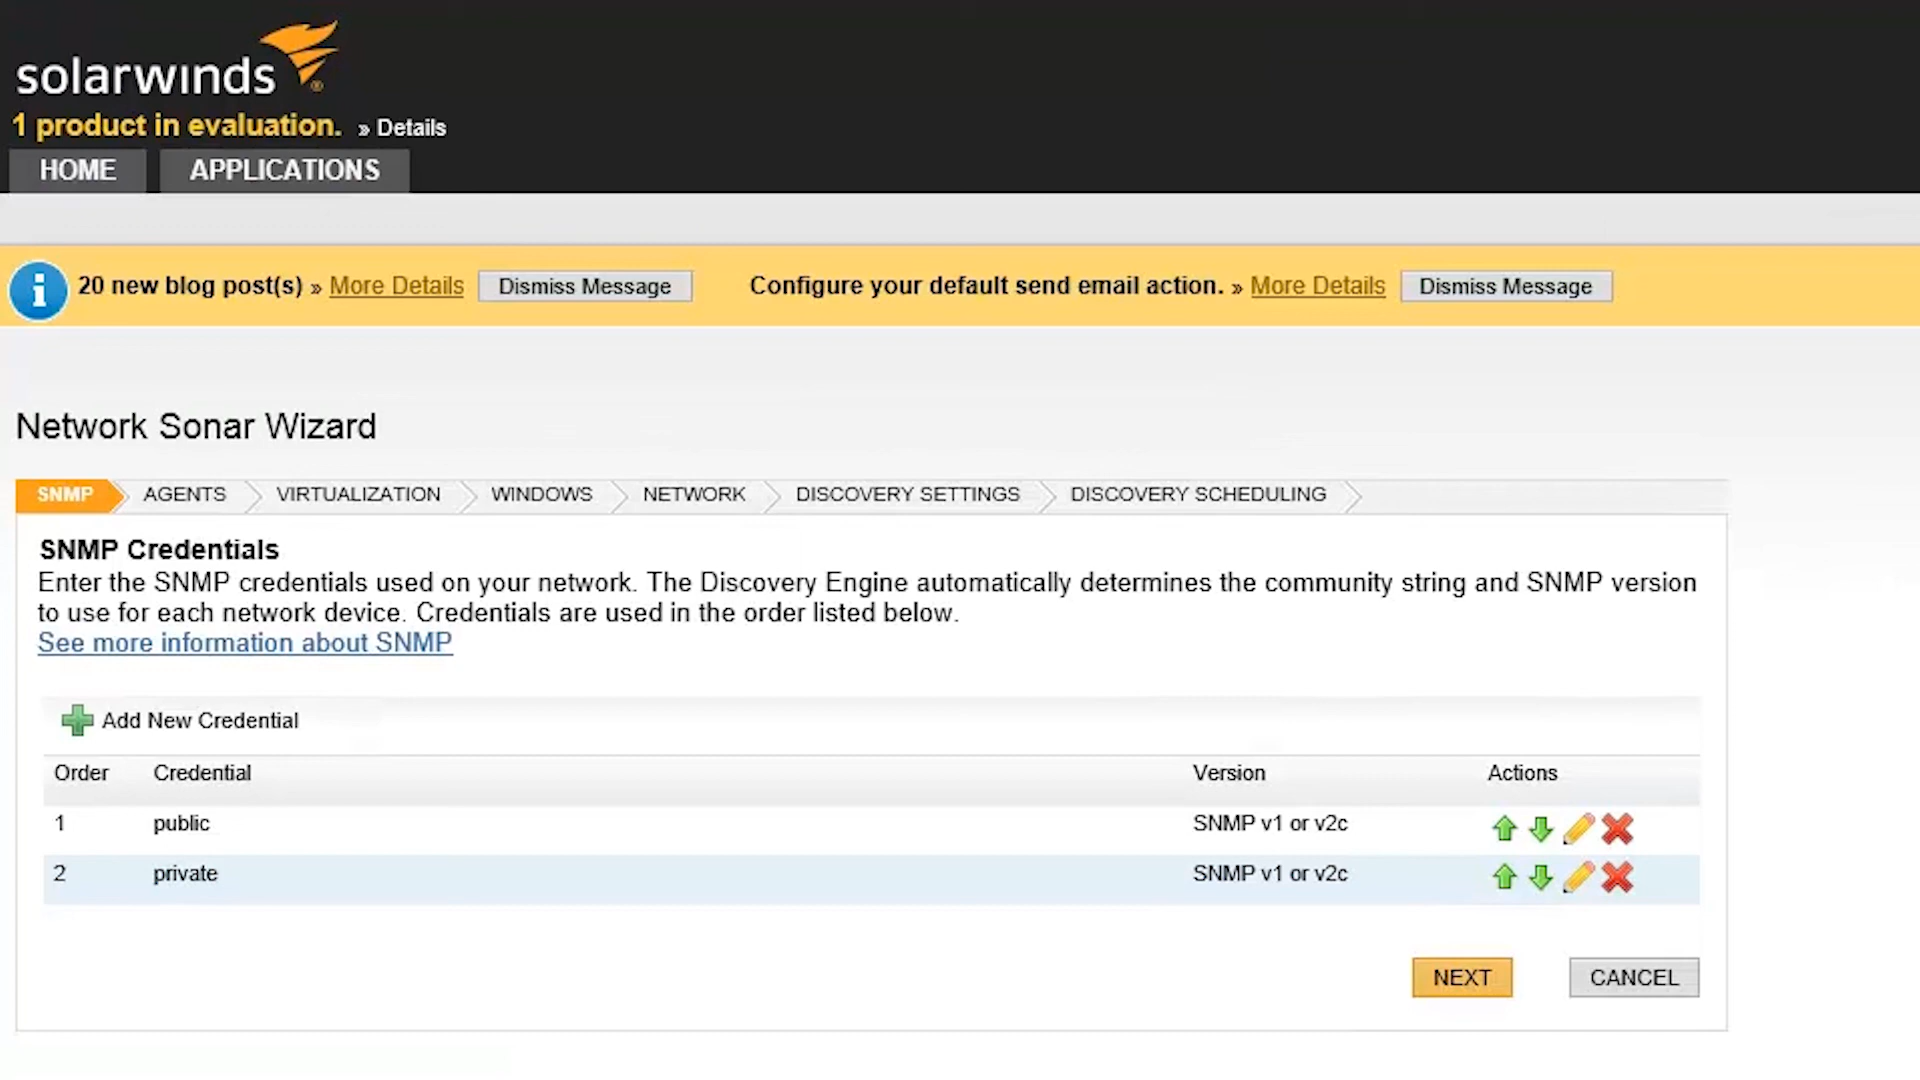 solarwinds
1 product in evaluation. » Details
HOME APPLICATIONS
20 new blog post(s) » More Details Dismiss Message Configure your default send email action. » More Details Dismiss Message
Network Sonar Wizard
SNMP AGENTS VIRTUALIZATION WINDOWS NETWORK DISCOVERY SETTINGS DISCOVERY SCHEDULING
SNMP Credentials
Enter the SNMP credentials used on your network. The Discovery Engine automatically determines the community string and SNMP version
to use for each network device. Credentials are used in the order listed below.
See more information about SNMP
Add New Credential
Order Credential Version Actions
1 public SNMP v1 or v2c
2 private SNMP v1 or v2c
NEXT CANCEL